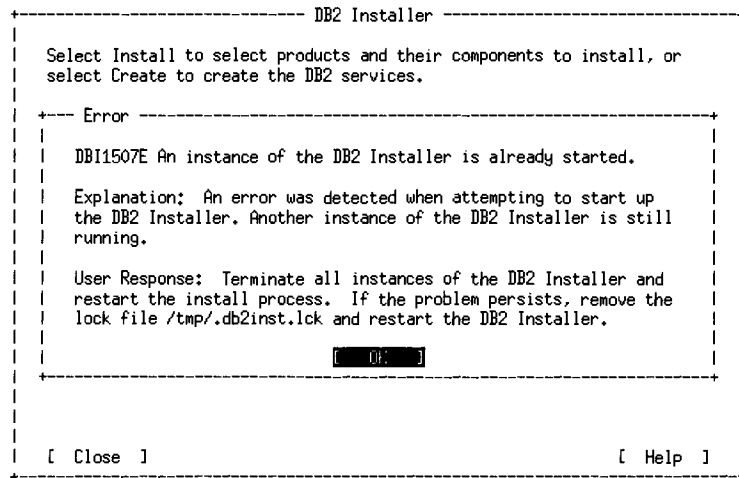 DB2 Installer
Select Install to select products and their components to install, or
select Create to create the DB2 services.
Error
DBI1507E An instance of the DB2 Installer is already started.
Explanation: An error was detected when attempting to start up
the DB2 Installer. Another instance of the DB2 Installer is still
running.
User Response: Terminate all instances of the DB2 Installer and
restart the install process. If the problem persists, remove the
lock file /tmp/.db2inst.lck and restart the DB2 Installer.
[ OK ]
[ Close ] [ Help ]